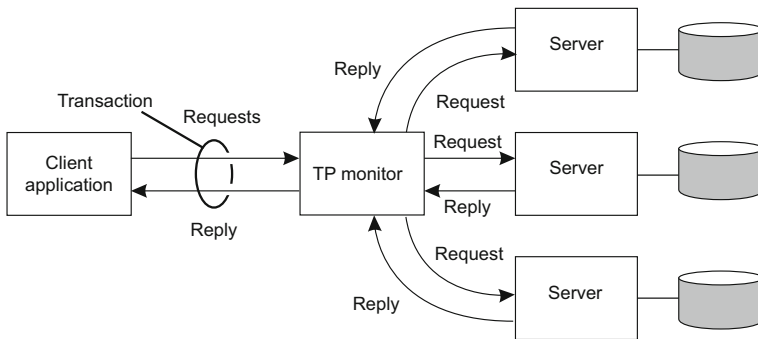 Server
Reply
Transaction
Requests
Request
Request
Client
application
TP monitor
Server
Reply
Reply
Request
Reply
Server